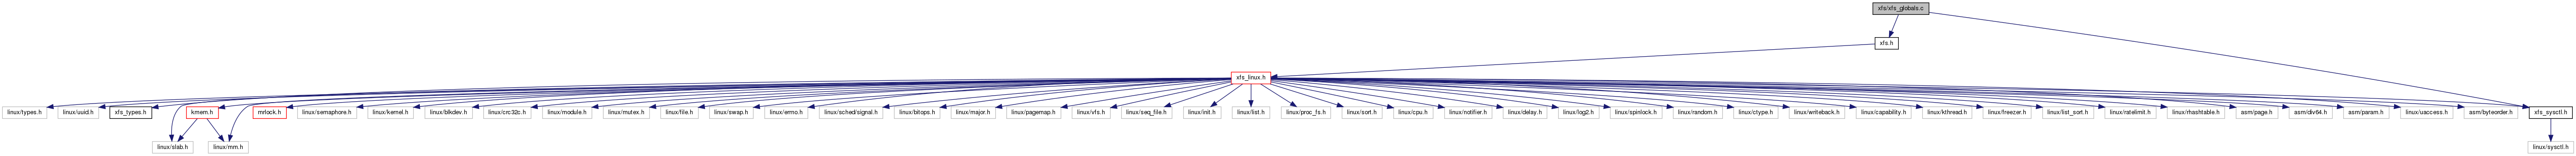 xfs/xfs_globals.c
xfs.h
xfs_linux.h
linux/types.h
linux/uuid.h
xfs_types.h
kmem.h
mrlock.h
linux/semaphore.h
linux/kernel.h
linux/blkdev.h
linux/crc32c.h
linux/module.h
linux/mutex.h
linux/file.h
linux/swap.h
linux/errno.h
linux/sched/signal.h
linux/bitops.h
linux/major.h
linux/pagemap.h
linux/vfs.h
linux/seq_file.h
linux/init.h
linux/list.h
linux/proc_fs.h
linux/sort.h
linux/cpu.h
linux/notifier.h
linux/delay.h
linux/log2.h
linux/spinlock.h
linux/random.h
linux/ctype.h
linux/writeback.h
linux/capability.h
linux/kthread.h
linux/freezer.h
linux/list_sort.h
linux/ratelimit.h
linux/rhashtable.h
asm/page.h
asm/div64.h
asm/param.h
linux/uaccess.h
asm/byteorder.h
xfs_sysctl.h
linux/slab.h
linux/mm.h
linux/sysctl.h